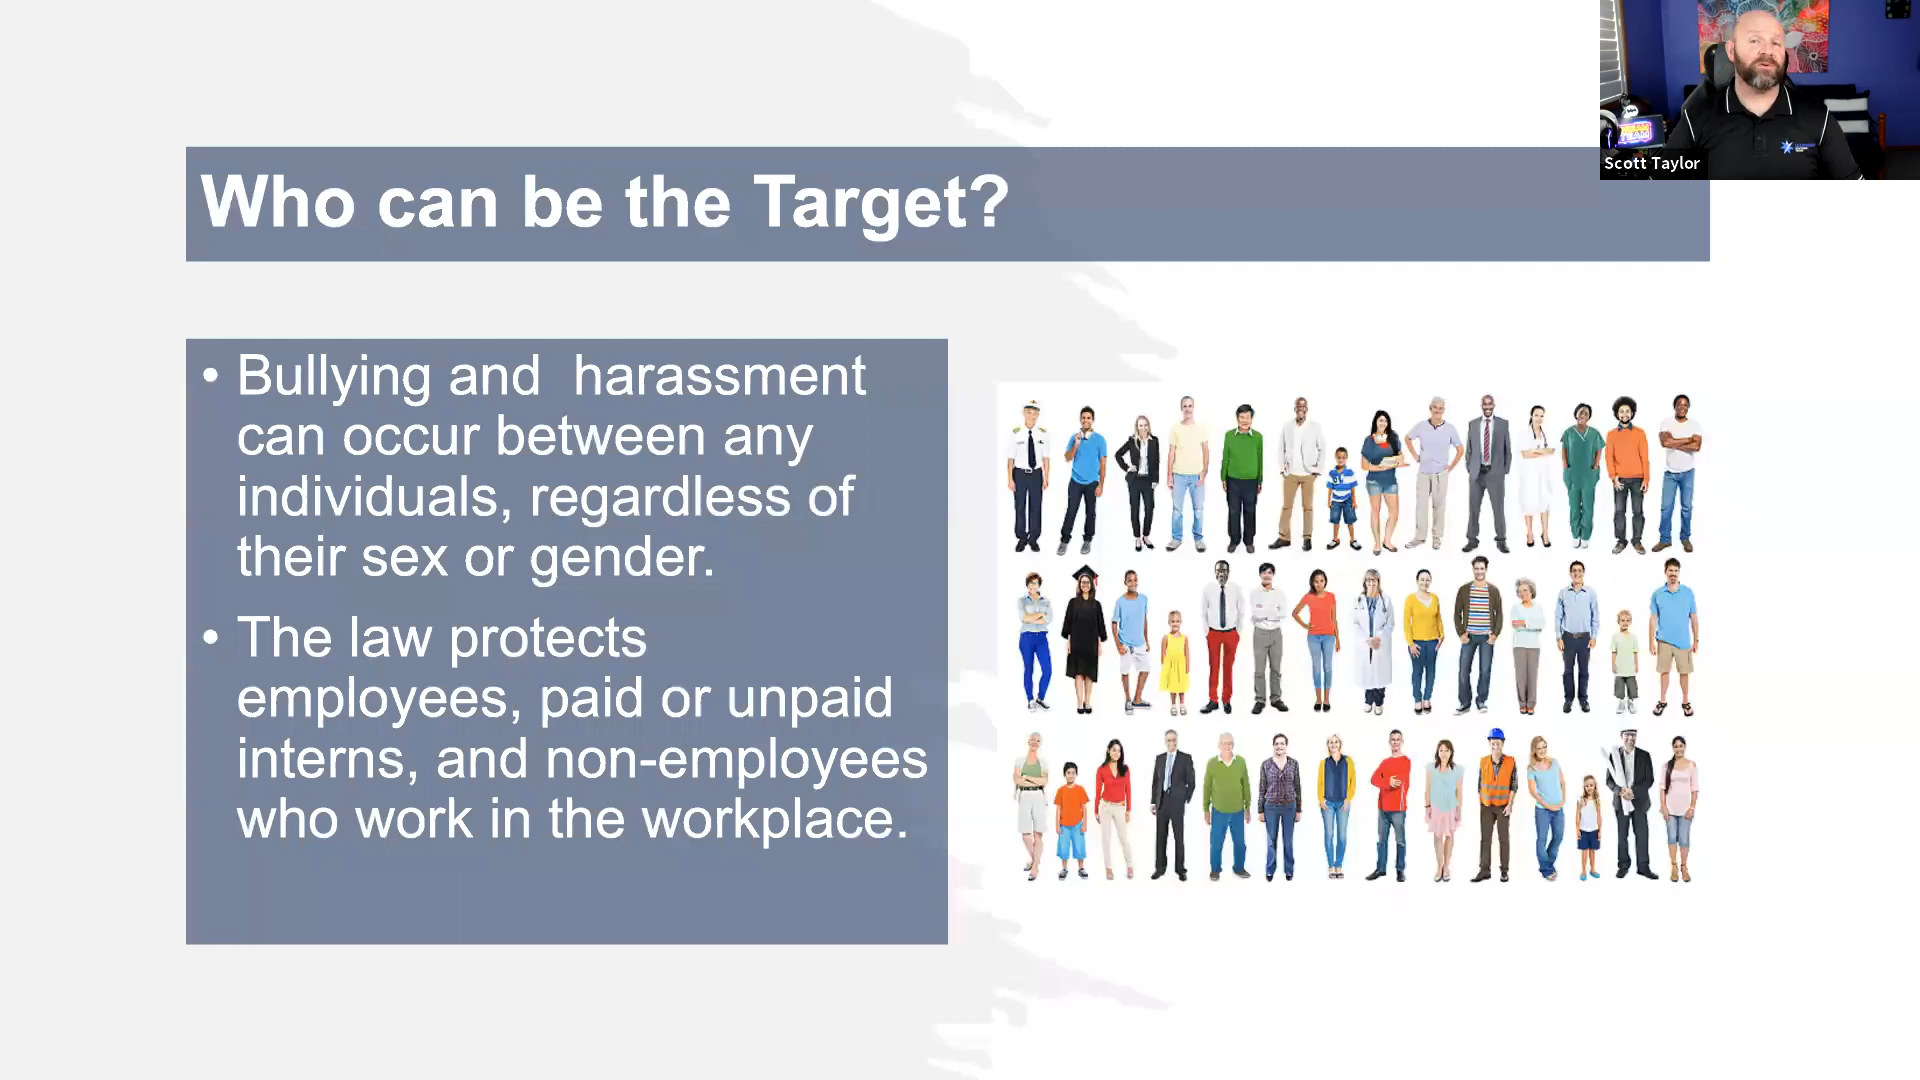 Who can be the Target?
Scott Taylor
• Bullying and  harassment
can occur between any
individuals, regardless of
their sex or gender.
• The law protects
employees, paid or unpaid
interns, and non-employees
who work in the workplace.